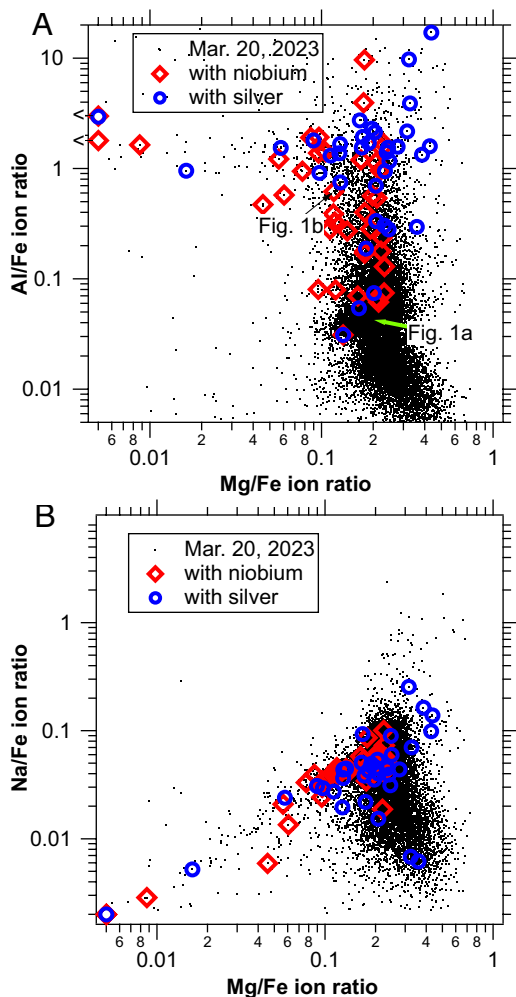 A
Mar. 20, 2023
with niobium
with silver
10
1
0.1
0.01
<
<
Al/Fe ion ratio
Fig. 1b
Fig. 1a
6 8 2 4 6 8 2 4 6 8
0.01 0.1 1
Mg/Fe ion ratio
B
Mar. 20, 2023
with niobium
with silver
1
0.1
0.01
Na/Fe ion ratio
6 8 2 4 6 8 2 4 6 8
0.01 0.1 1
Mg/Fe ion ratio